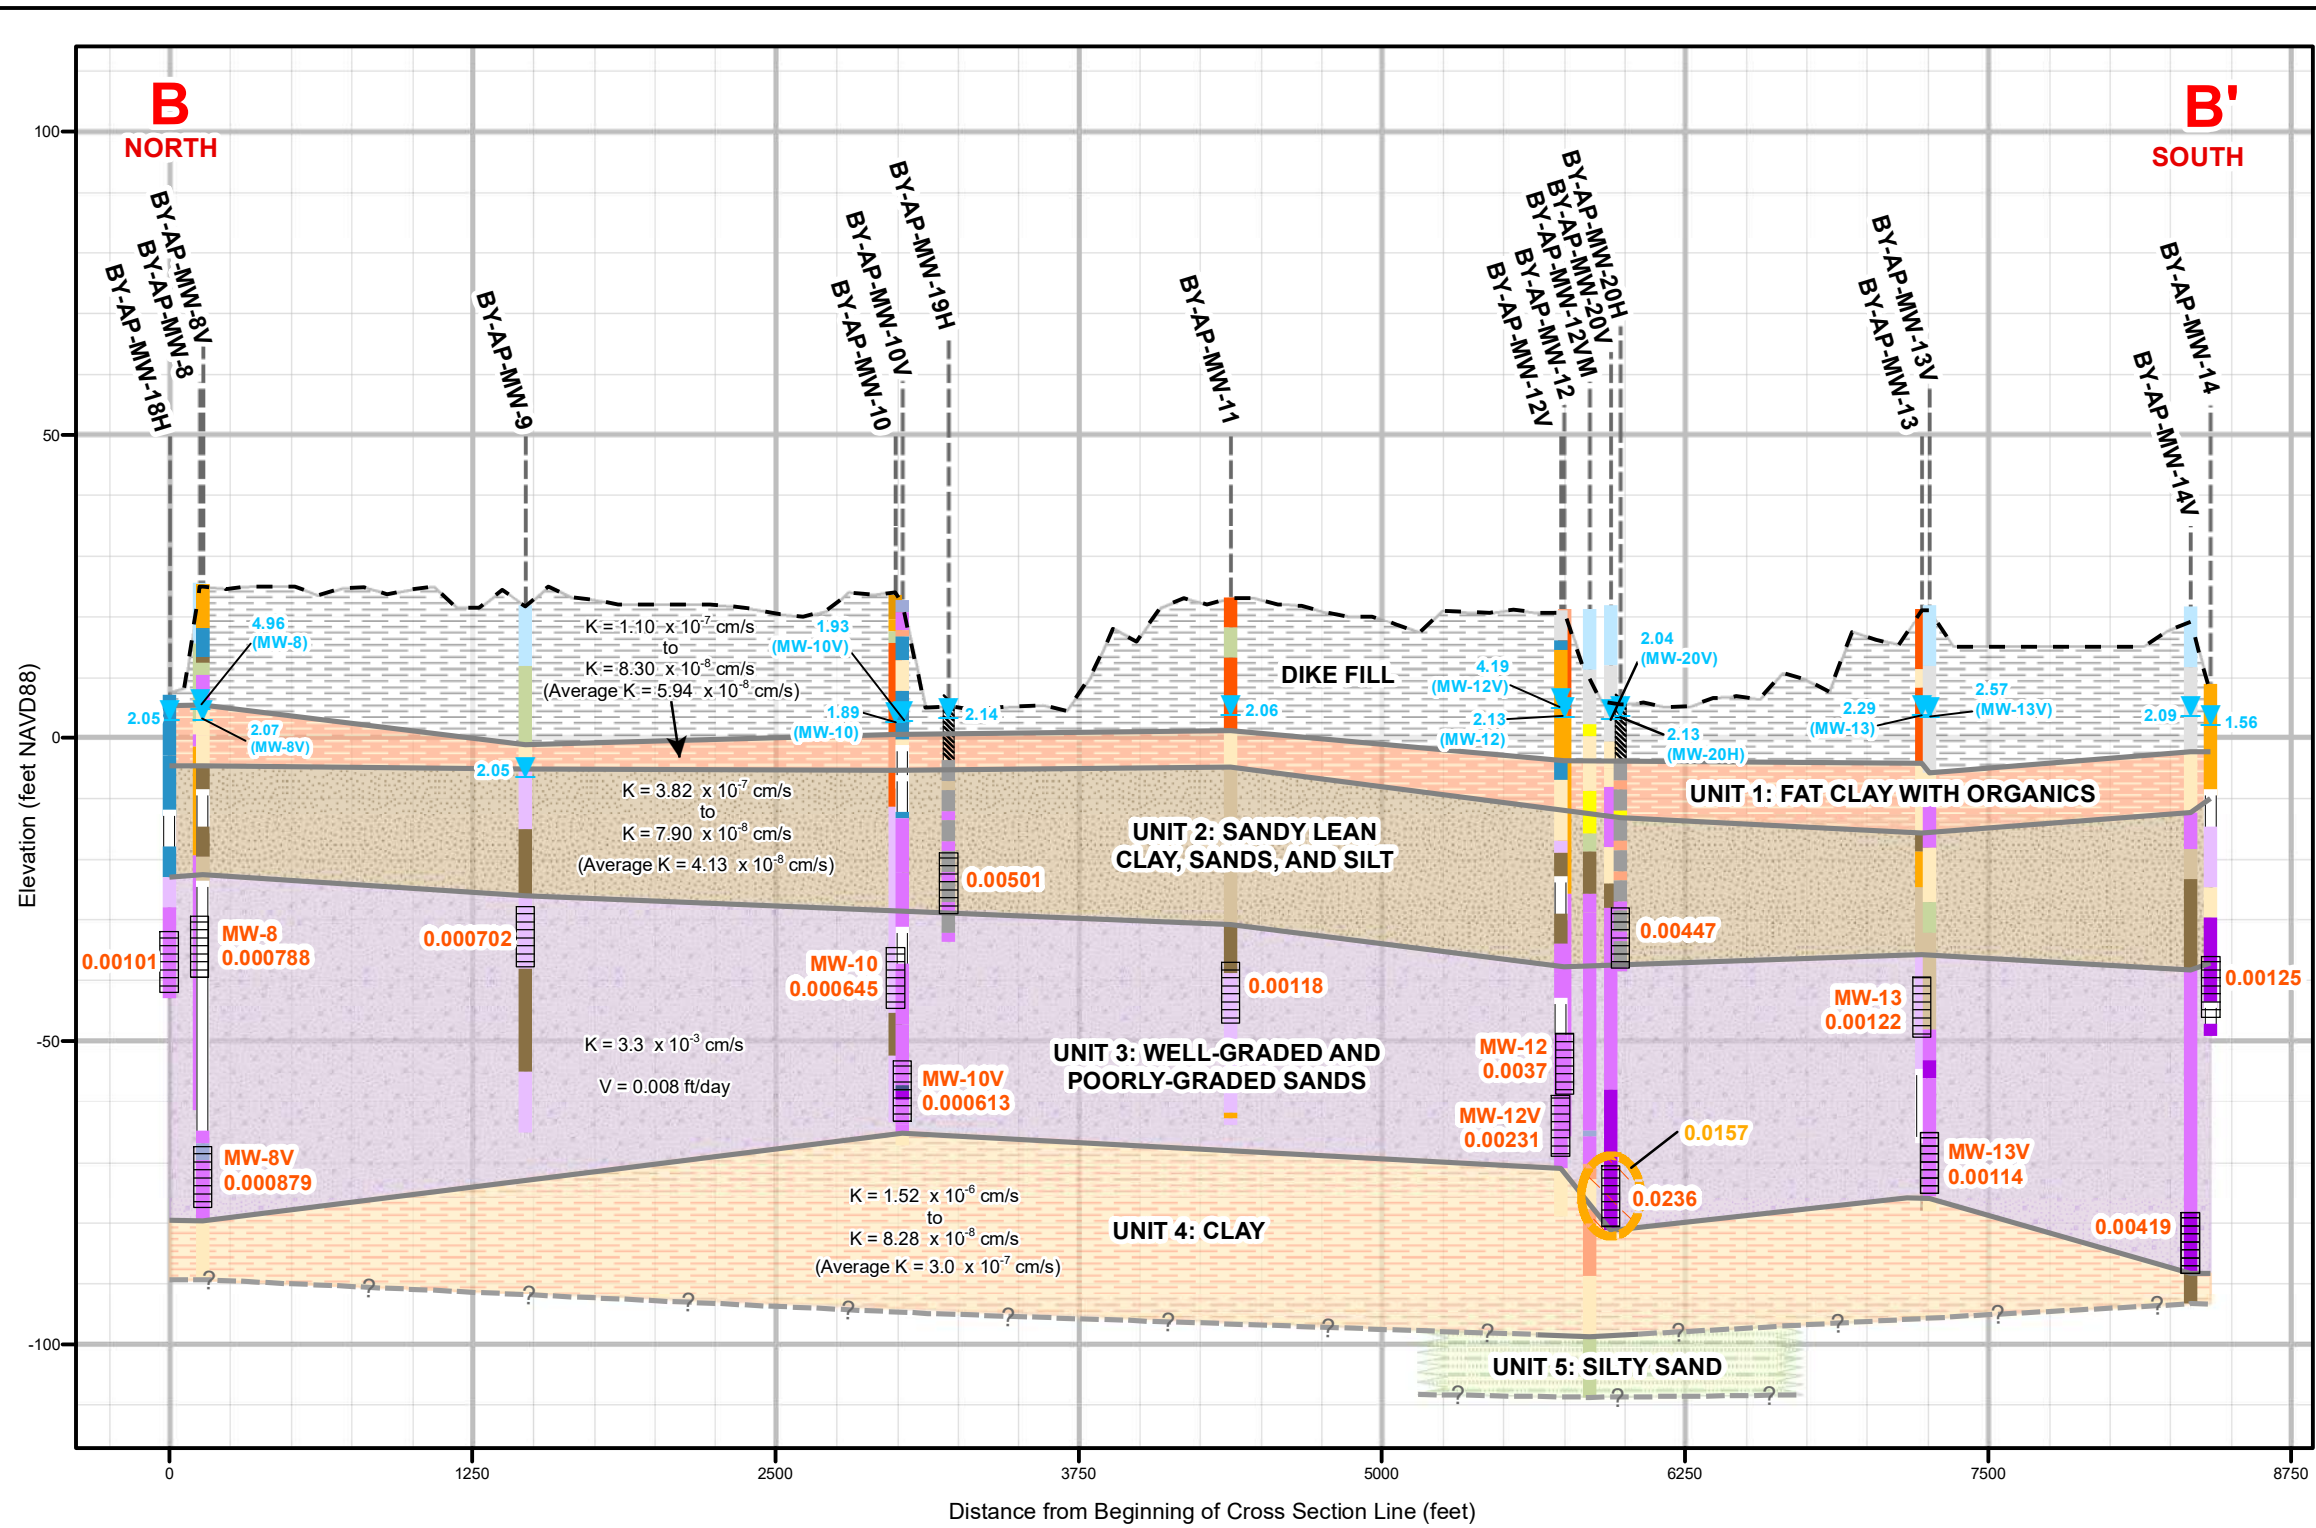 B
NORTH
B'
SOUTH
BY-AP-MW-18H
BY-AP-MW-8
BY-AP-MW-8V
BY-AP-MW-9
BY-AP-MW-10
BY-AP-MW-10V
BY-AP-MW-19H
BY-AP-MW-11
BY-AP-MW-12V
BY-AP-MW-12
BY-AP-MW-12VM
BY-AP-MW-20V
BY-AP-MW-20H
BY-AP-MW-13
BY-AP-MW-13V
BY-AP-MW-14V
BY-AP-MW-14
Elevation (feet NAVD88)
100
50
0
-50
-100
4.96
(MW-8)
2.05
2.07
(MW-8V)
2.05
K = 1.10 x 10⁻⁷ cm/s
to
K = 8.30 x 10⁻⁸ cm/s
(Average K = 5.94 x 10⁻⁸ cm/s)
1.93
(MW-10V)
1.89
(MW-10)
2.14
2.06
DIKE FILL
4.19
(MW-12V)
2.13
(MW-12)
2.04
(MW-20V)
2.13
(MW-20H)
2.29
(MW-13)
2.57
(MW-13V)
2.09
1.56
UNIT 1: FAT CLAY WITH ORGANICS
K = 3.82 x 10⁻⁷ cm/s
to
K = 7.90 x 10⁻⁸ cm/s
(Average K = 4.13 x 10⁻⁸ cm/s)
UNIT 2: SANDY LEAN
CLAY, SANDS, AND SILT
0.00501
0.00447
0.00101
MW-8
0.000788
0.000702
MW-10
0.000645
0.00118
MW-13
0.00122
0.00125
K = 3.3 x 10⁻³ cm/s
V = 0.008 ft/day
UNIT 3: WELL-GRADED AND
POORLY-GRADED SANDS
MW-10V
0.000613
MW-12
0.0037
MW-12V
0.00231
0.0157
0.0236
MW-13V
0.00114
MW-8V
0.000879
0.00419
K = 1.52 x 10⁻⁶ cm/s
to
K = 8.28 x 10⁻⁸ cm/s
(Average K = 3.0 x 10⁻⁷ cm/s)
UNIT 4: CLAY
? ? ? ? ? ? ? ? ? ? ? ? ?
UNIT 5: SILTY SAND
? ? ?
0 1250 2500 3750 5000 6250 7500 8750
Distance from Beginning of Cross Section Line (feet)